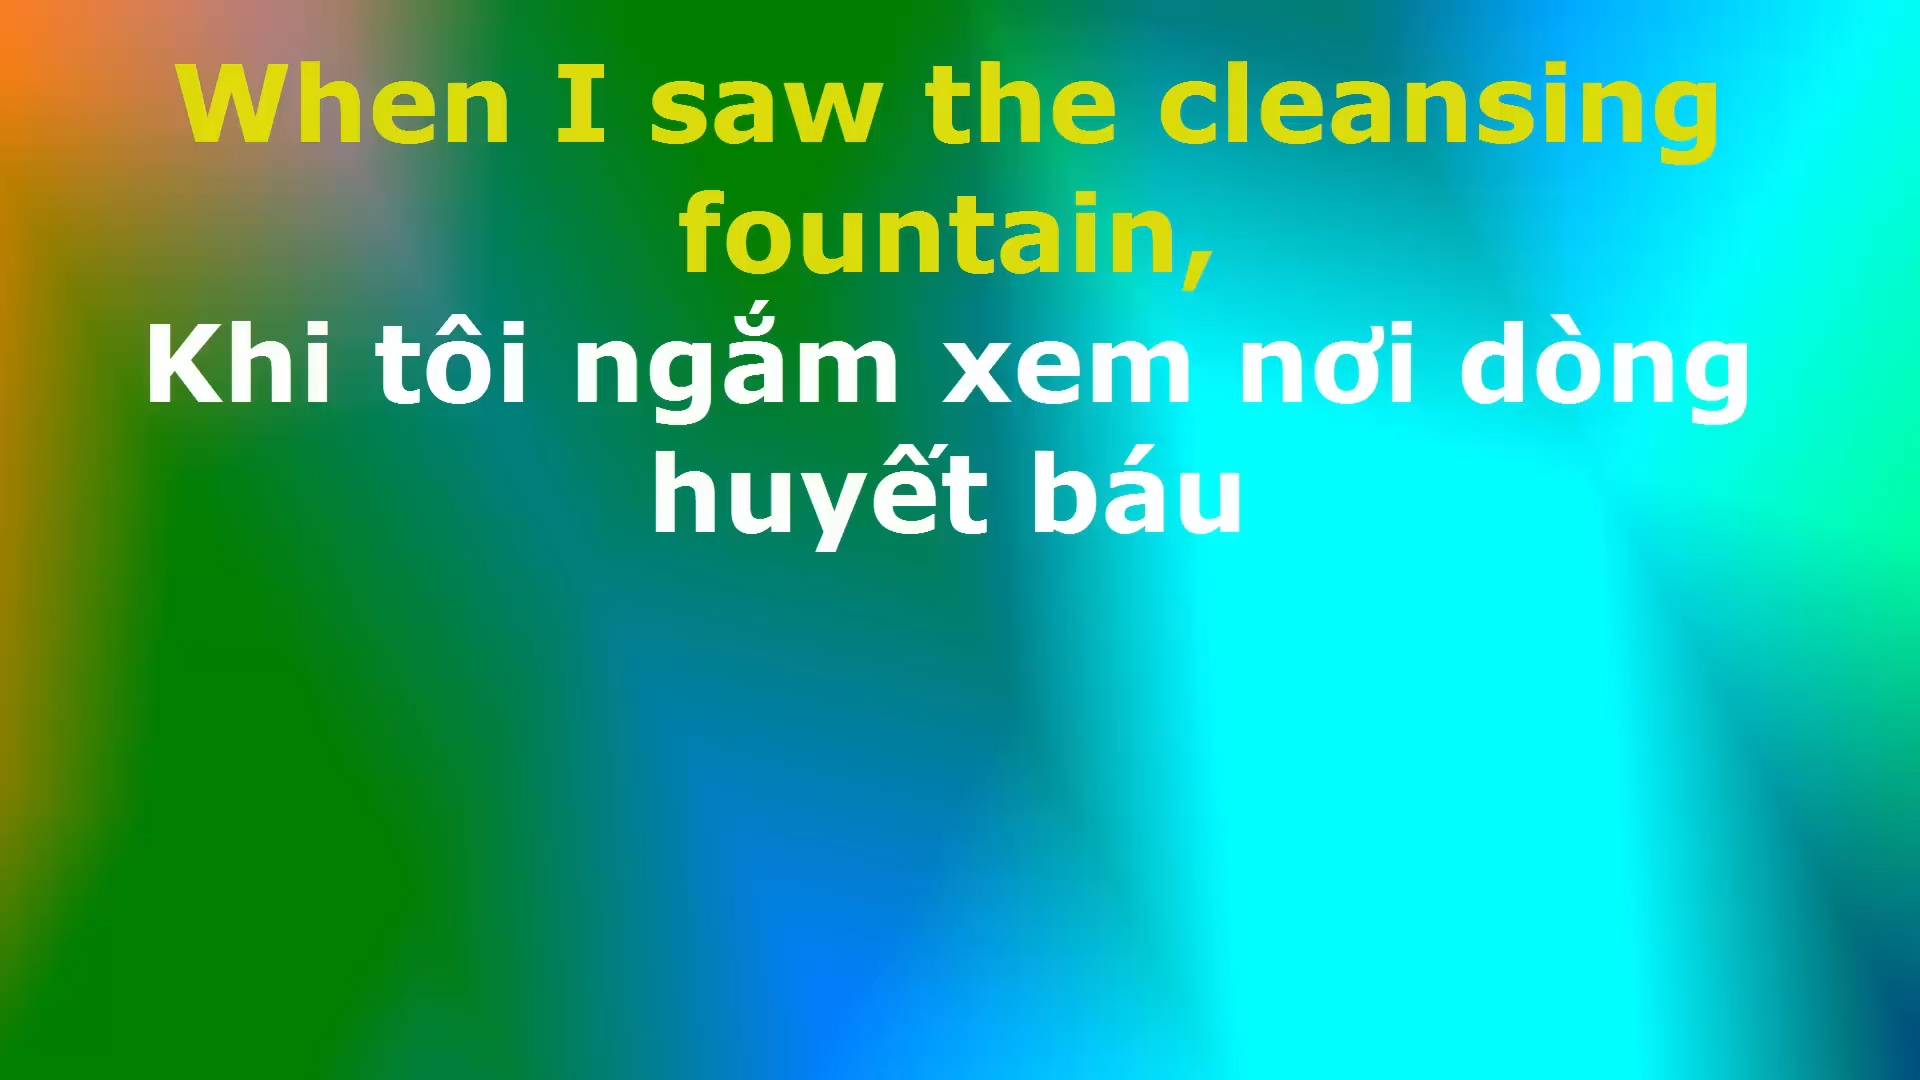 When I saw the cleansing
fountain,
Khi tôi ngắm xem nơi dòng
huyết báu